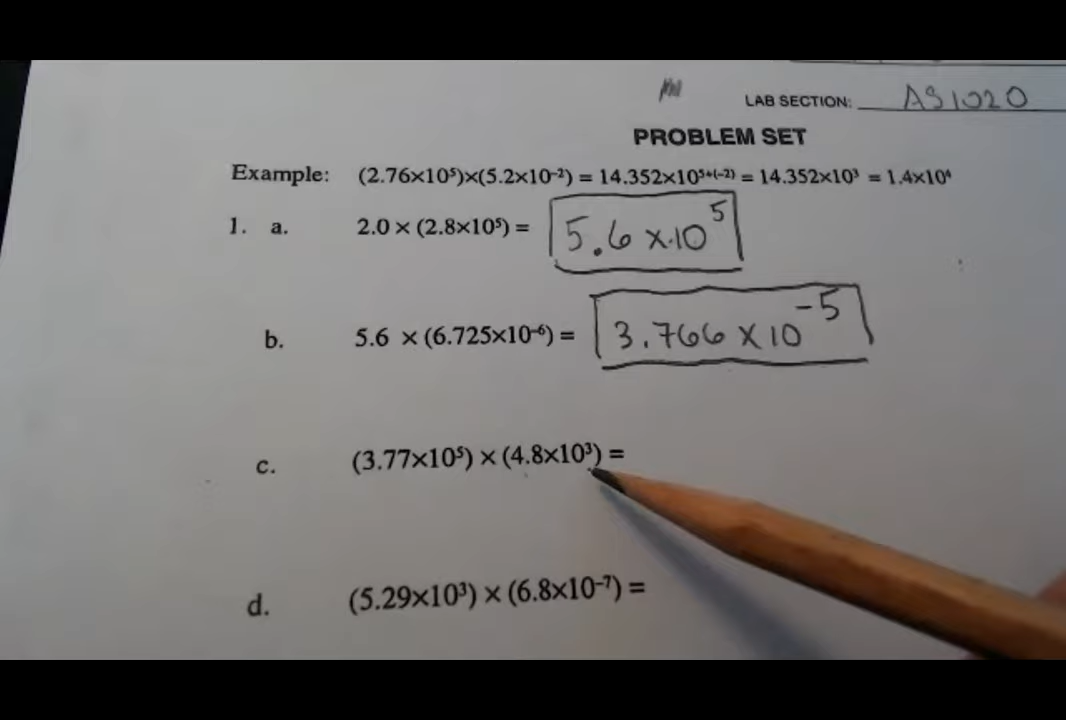 LAB SECTION: AS1020
PROBLEM SET
Example: (2.76×10⁵)×(5.2×10⁻²) = 14.352×10⁵⁺⁽⁻²⁾ = 14.352×10³ = 1.4×10⁴
1. a. 2.0 × (2.8×10⁵) = 5.6 x 10⁵
b. 5.6 × (6.725×10⁻⁶) = 3.766 x 10⁻⁵
c. (3.77×10⁵) × (4.8×10³) =
d. (5.29×10³) × (6.8×10⁻⁷) =